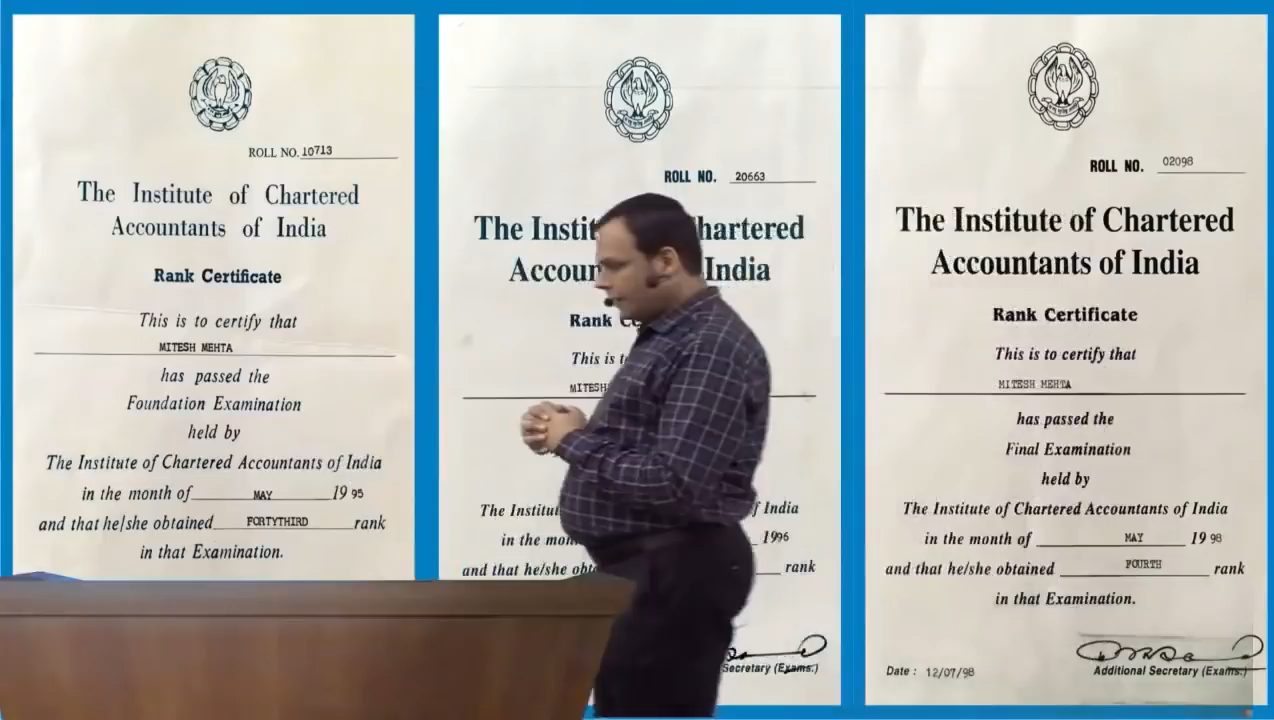 ROLL NO. 10713
The Institute of Chartered
Accountants of India
Rank Certificate
This is to certify that
MITESH MEHTA
has passed the
Foundation Examination
held by
The Institute of Chartered Accountants of India
in the month of MAY 19 95
and that he/she obtained FORTYTHIRD rank
in that Examination.
ROLL NO. 20663
The Instit hartered
Accoun India
Rank Ce
This is t
MITESH
The Institu f India
in the mon 1996
and that he/she obt rank
Secretary (Exams.)
ROLL NO. 02098
The Institute of Chartered
Accountants of India
Rank Certificate
This is to certify that
MITESH MEHTA
has passed the
Final Examination
held by
The Institute of Chartered Accountants of India
in the month of MAY 19 98
and that he/she obtained FOURTH rank
in that Examination.
Date : 12/07/98
Additional Secretary (Exams.)